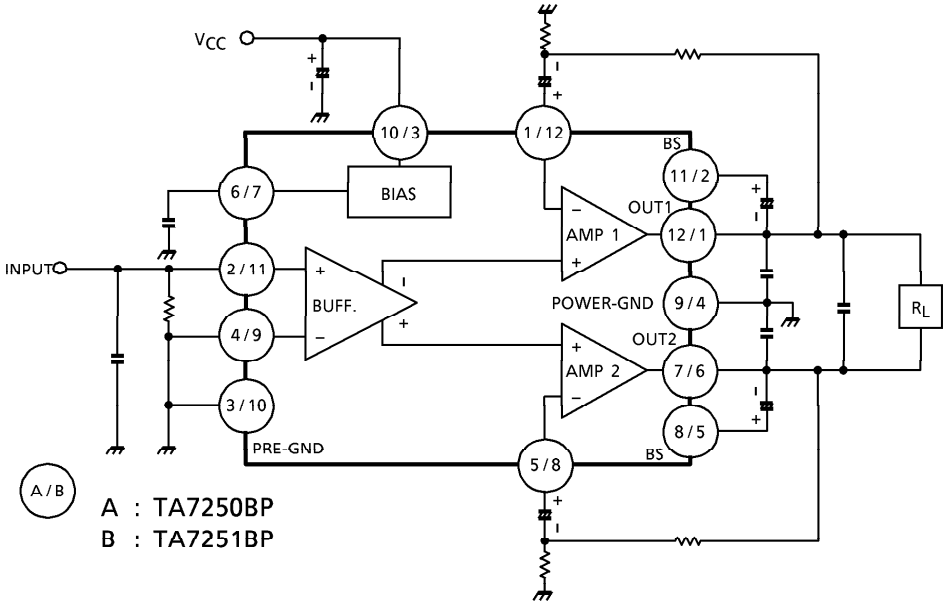 VCC
+
-
-
+
10 / 3
1 / 12
BS
11 / 2
6 / 7
BIAS
+
-
OUT1
-
AMP 1
+
12 / 1
INPUT
2 / 11
+
BUFF.
-
-
+
POWER-GND
9 / 4
RL
4 / 9
OUT2
+
AMP 2
-
7 / 6
3 / 10
-
+
8 / 5
PRE-GND
BS
5 / 8
A / B
A : TA7250BP
B : TA7251BP
+
-